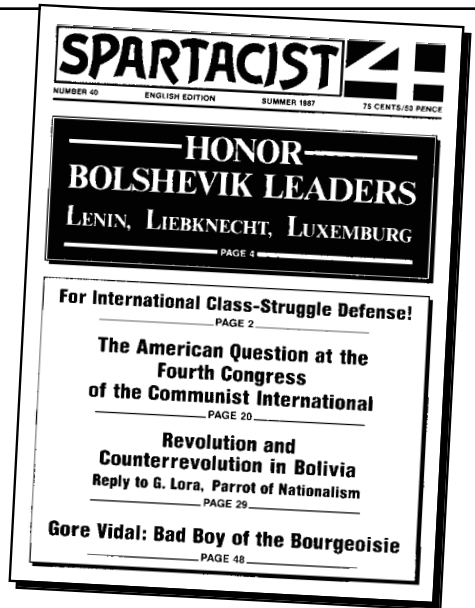 SPARTACIST 4
NUMBER 40 ENGLISH EDITION SUMMER 1987 75 CENTS/50 PENCE
HONOR
BOLSHEVIK LEADERS
LENIN, LIEBKNECHT, LUXEMBURG
PAGE 4
For International Class-Struggle Defense!
PAGE 2
The American Question at the
Fourth Congress
of the Communist International
PAGE 20
Revolution and
Counterrevolution in Bolivia
Reply to G. Lora, Parrot of Nationalism
PAGE 29
Gore Vidal: Bad Boy of the Bourgeoisie
PAGE 48